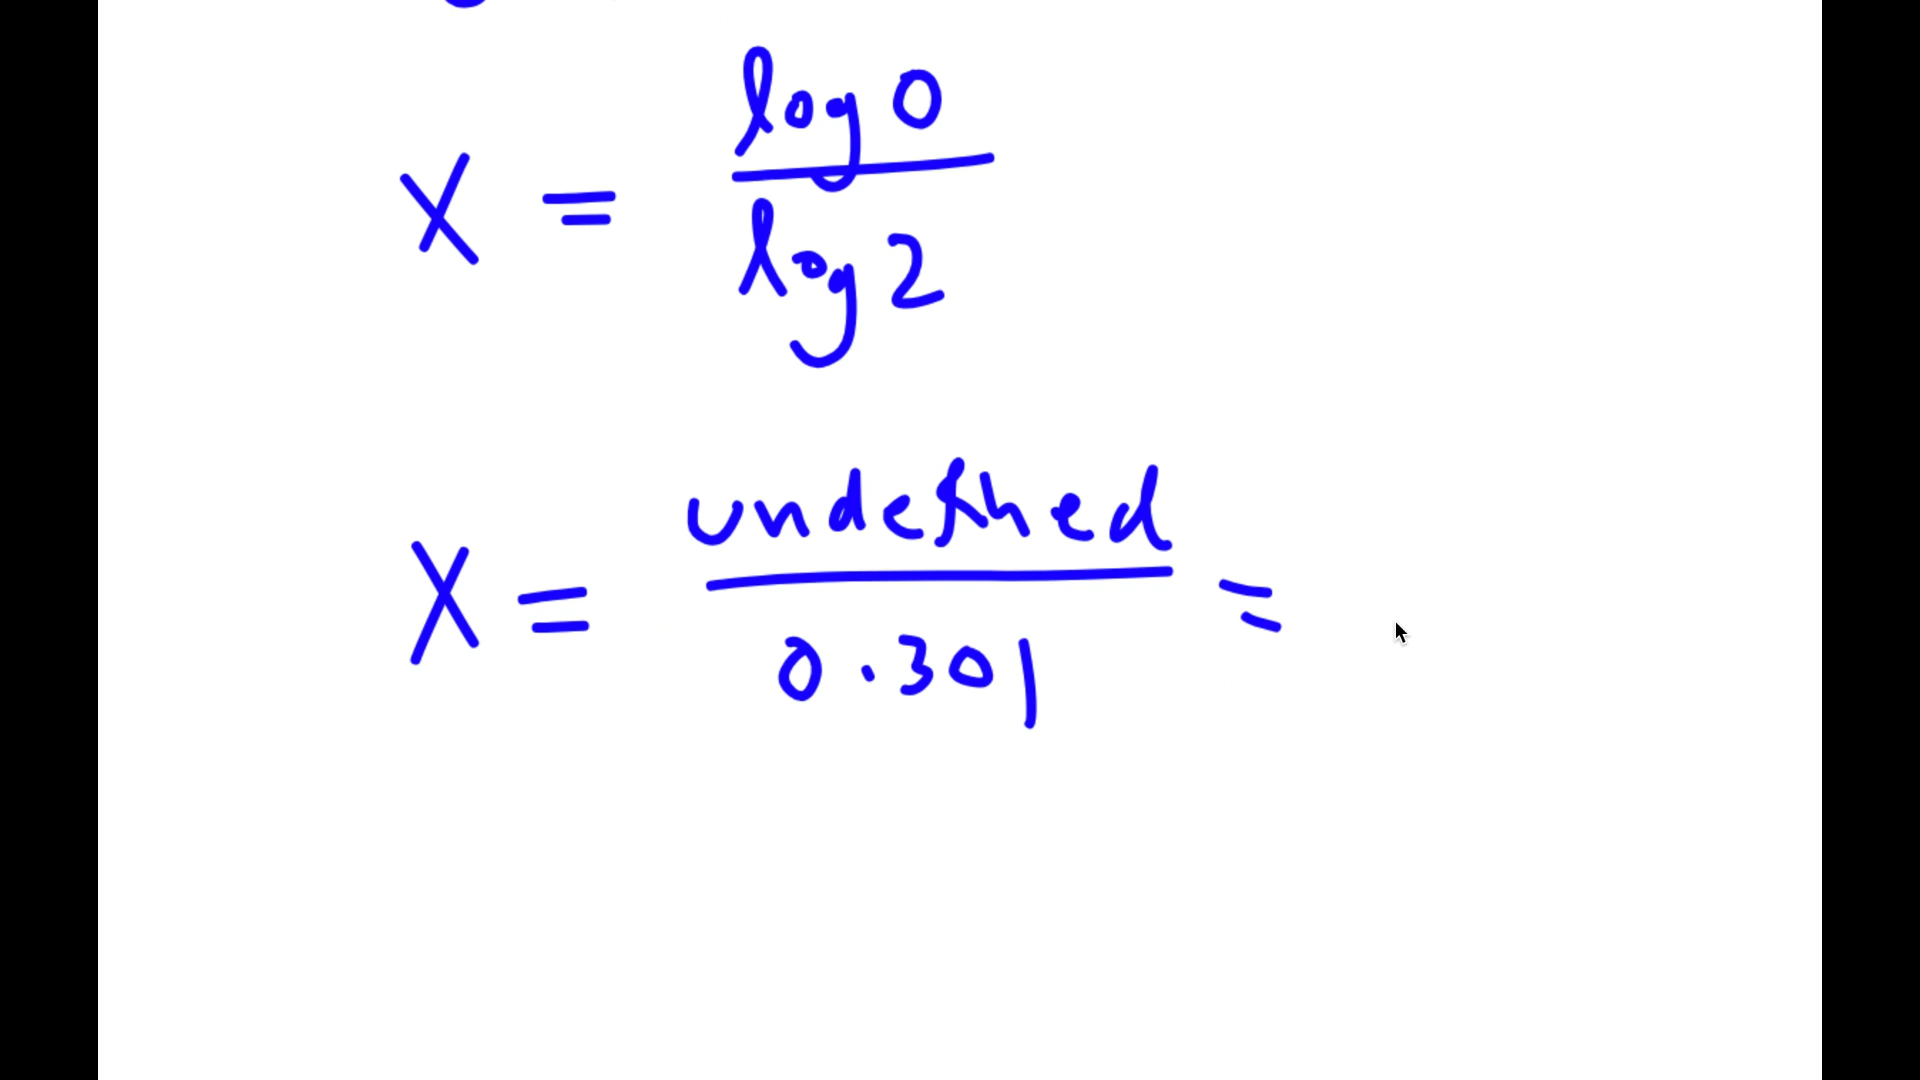 X = log 0 / log 2
X = undefined / 0.301 =